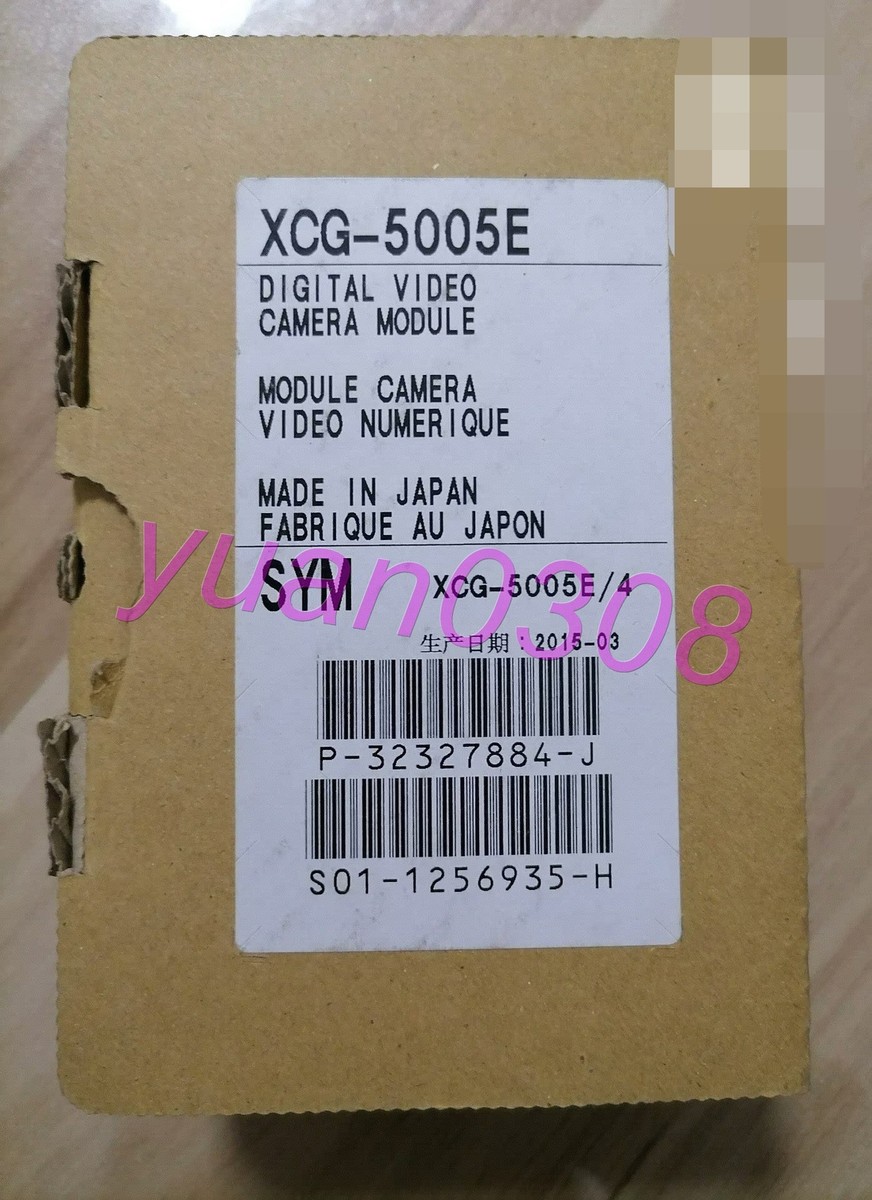 XCG-5005E
DIGITAL VIDEO
CAMERA MODULE
MODULE CAMERA
VIDEO NUMERIQUE
MADE IN JAPAN
FABRIQUE AU JAPON
SYM XCG-5005E/4
生产日期：2015-03
P-32327884-J
S01-1256935-H
yuan0308